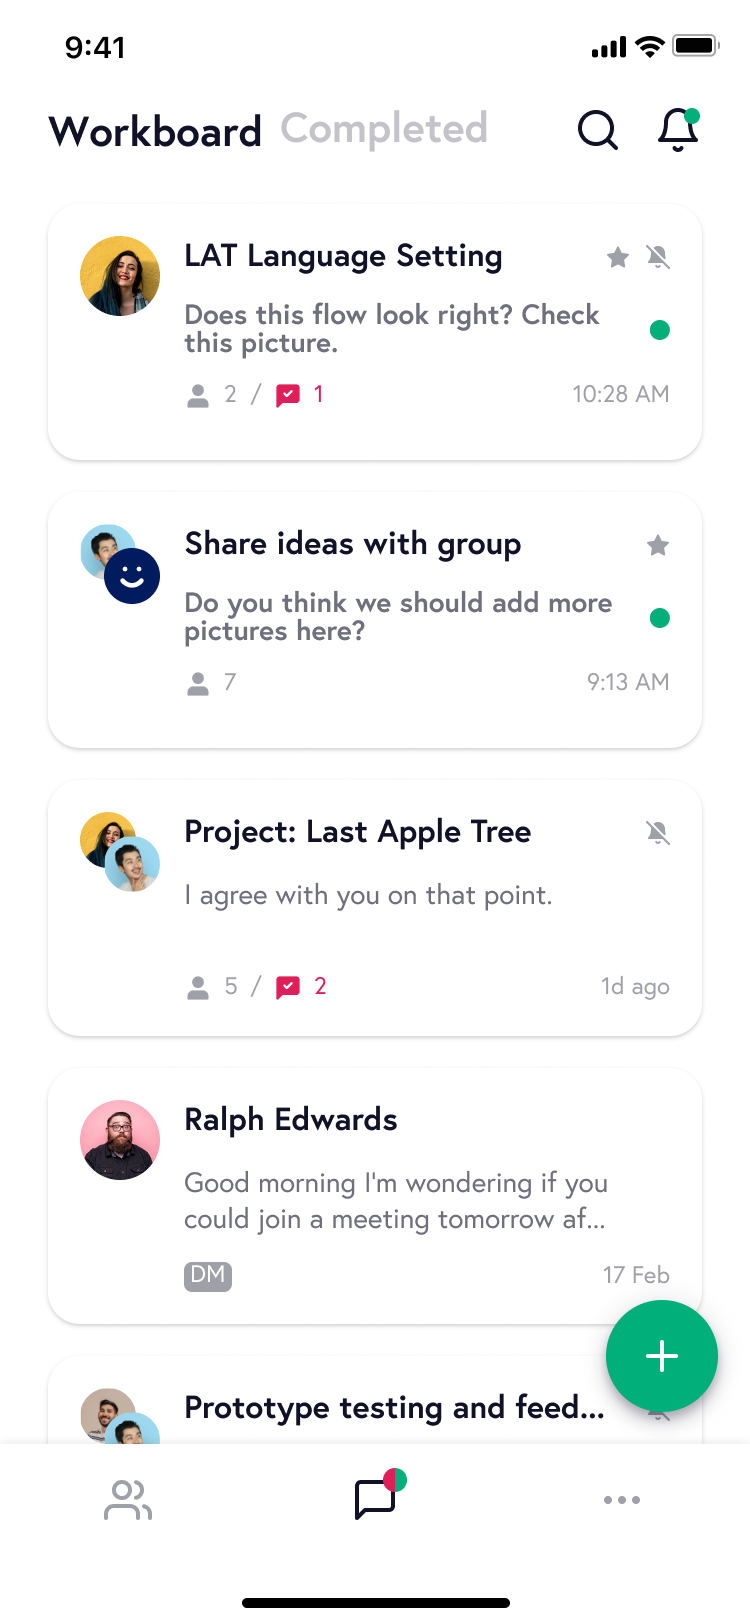 9:41
Workboard Completed
LAT Language Setting
Does this flow look right? Check
this picture.
2 / 1 10:28 AM
Share ideas with group
Do you think we should add more
pictures here?
7 9:13 AM
Project: Last Apple Tree
I agree with you on that point.
5 / 2 1d ago
Ralph Edwards
Good morning I'm wondering if you
could join a meeting tomorrow af...
DM 17 Feb
Prototype testing and feed...